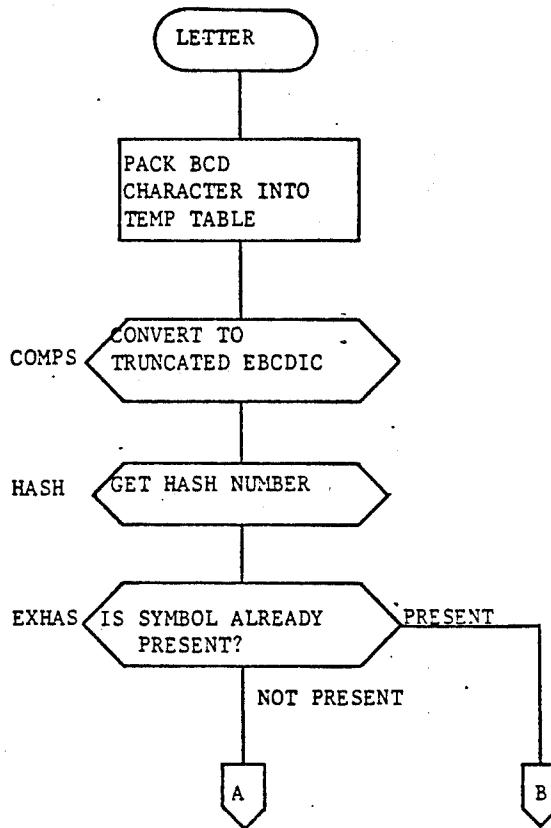 LETTER
PACK BCD
CHARACTER INTO
TEMP TABLE
COMPS
CONVERT TO
TRUNCATED EBCDIC
HASH
GET HASH NUMBER
EXHAS
IS SYMBOL ALREADY
PRESENT?
PRESENT
NOT PRESENT
A
B